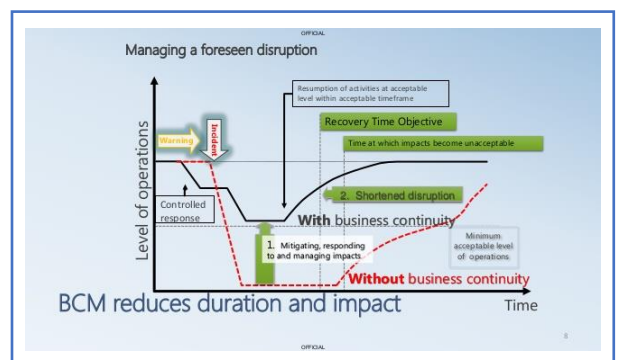 OFFICIAL
Managing a foreseen disruption
Resumption of activities at acceptable
level within acceptable timeframe
Recovery Time Objective
Time at which impacts become unacceptable
Warning
Incident
Level of operations
Controlled
response
2. Shortened disruption
With business continuity
1. Mitigating, responding
to and managing impacts
Minimum
acceptable level
of operations
Without business continuity
BCM reduces duration and impact
Time
8
OFFICIAL